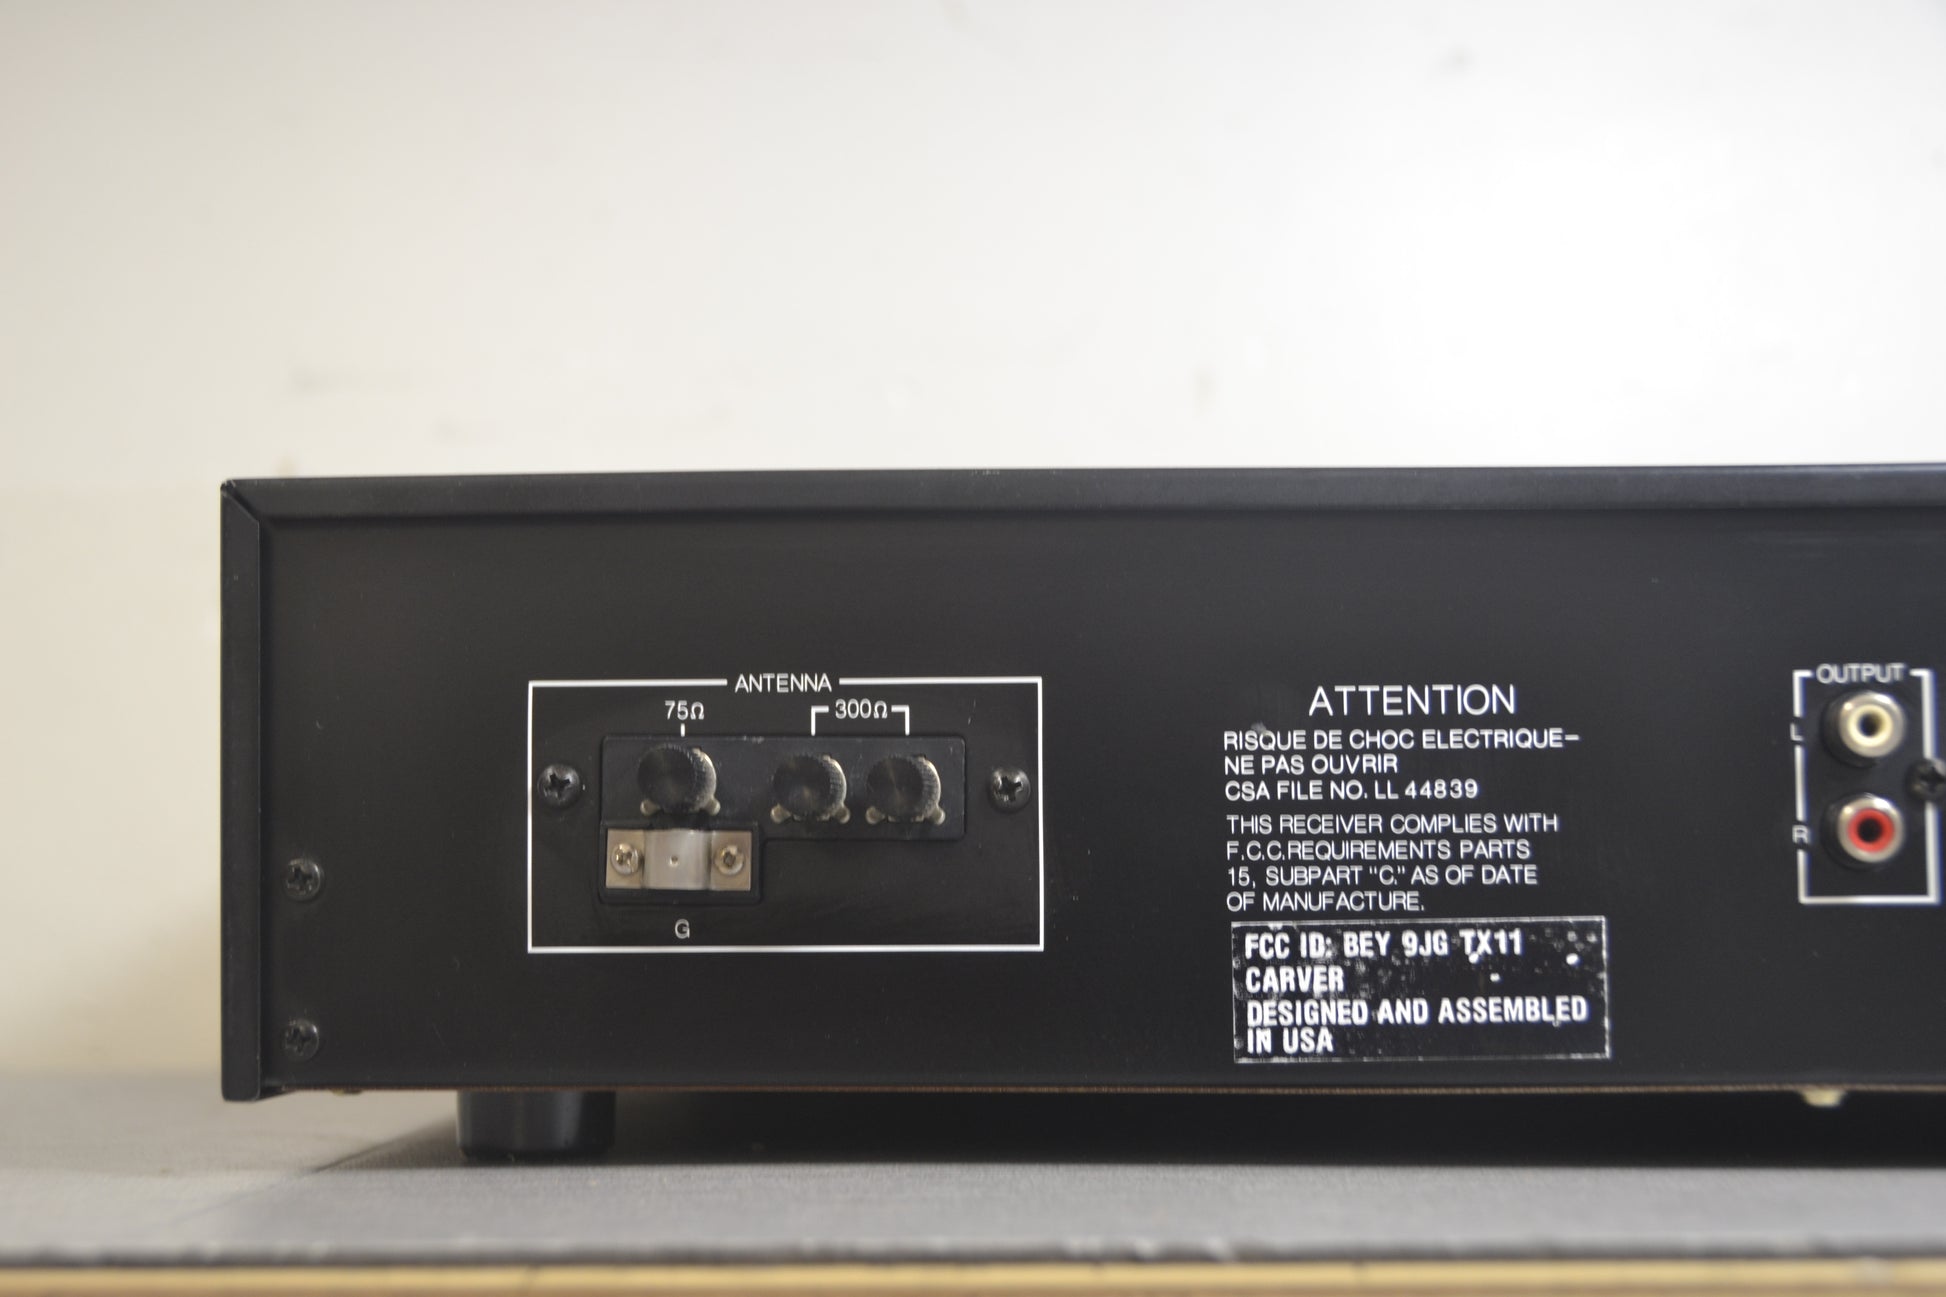 ANTENNA
75Ω
300Ω
G
ATTENTION
RISQUE DE CHOC ELECTRIQUE–
NE PAS OUVRIR
CSA FILE NO. LL 44839
THIS RECEIVER COMPLIES WITH
F.C.C.REQUIREMENTS PARTS
15, SUBPART "C." AS OF DATE
OF MANUFACTURE.
FCC ID: BEY 9JG TX11
CARVER
DESIGNED AND ASSEMBLED
IN USA
OUTPUT
L
R